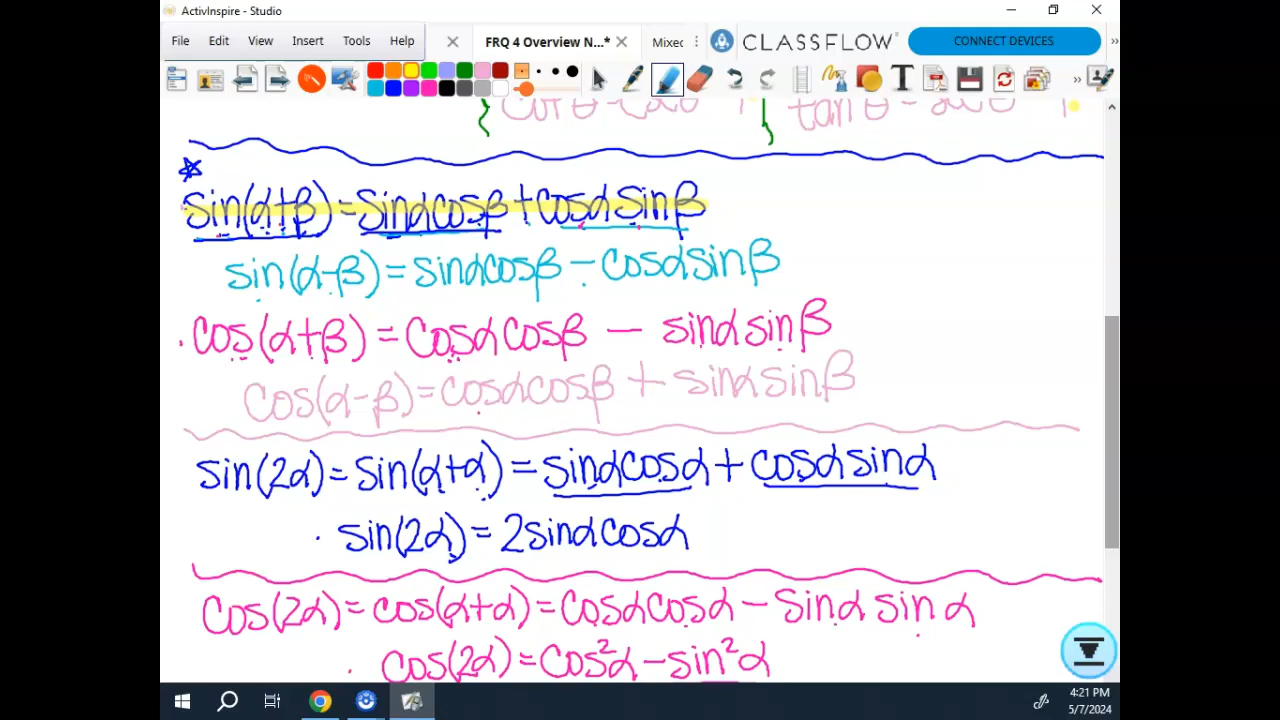 ActivInspire - Studio
File Edit View Insert Tools Help
FRQ 4 Overview N...*
Mixec
CLASSFLOW
CONNECT DEVICES
sin(α+β)=sinαcosβ+cosαsinβ
sin(α-β)=sinαcosβ-cosαsinβ
cos(α+β)=cosαcosβ - sinαsinβ
cos(α-β)=cosαcosβ + sinαsinβ
sin(2α)=sin(α+α)=sinαcosα+cosαsinα
sin(2α)=2sinαcosα
cos(2α)=cos(α+α)=cosαcosα-sinαsinα
cos(2α)=cos²α-sin²α
4:21 PM
5/7/2024